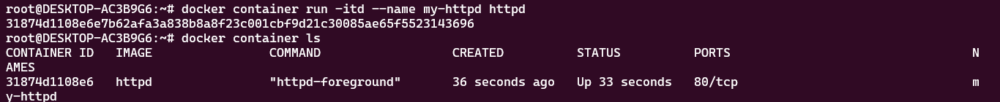 root@DESKTOP-AC3B9G6:~# docker container run -itd --name my-httpd httpd
31874d1108e6e7b62afa3a838b8a8f23c001cbf9d21c30085ae65f5523143696
root@DESKTOP-AC3B9G6:~# docker container ls
CONTAINER ID   IMAGE                COMMAND                  CREATED          STATUS          PORTS                                N
AMES
31874d1108e6   httpd                "httpd-foreground"       36 seconds ago   Up 33 seconds   80/tcp                               m
y-httpd